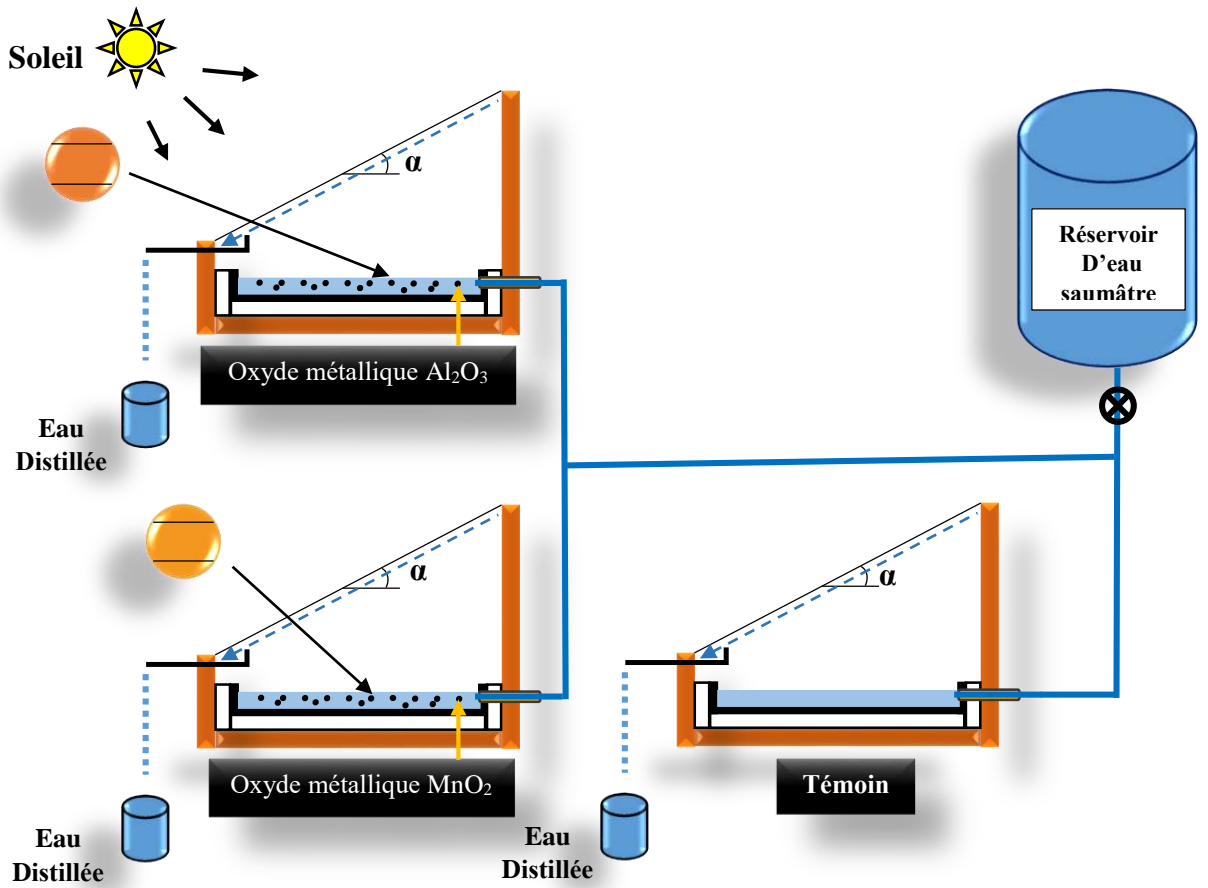 Soleil
α
Réservoir
D’eau
saumâtre
Oxyde métallique Al₂O₃
Eau
Distillée
α
α
Oxyde métallique MnO₂
Témoin
Eau
Distillée
Eau
Distillée